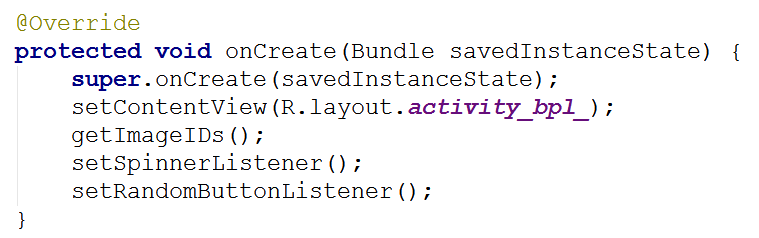 @Override
protected void onCreate(Bundle savedInstanceState) {
    super.onCreate(savedInstanceState);
    setContentView(R.layout.activity_bpl_);
    getImageIDs();
    setSpinnerListener();
    setRandomButtonListener();
}